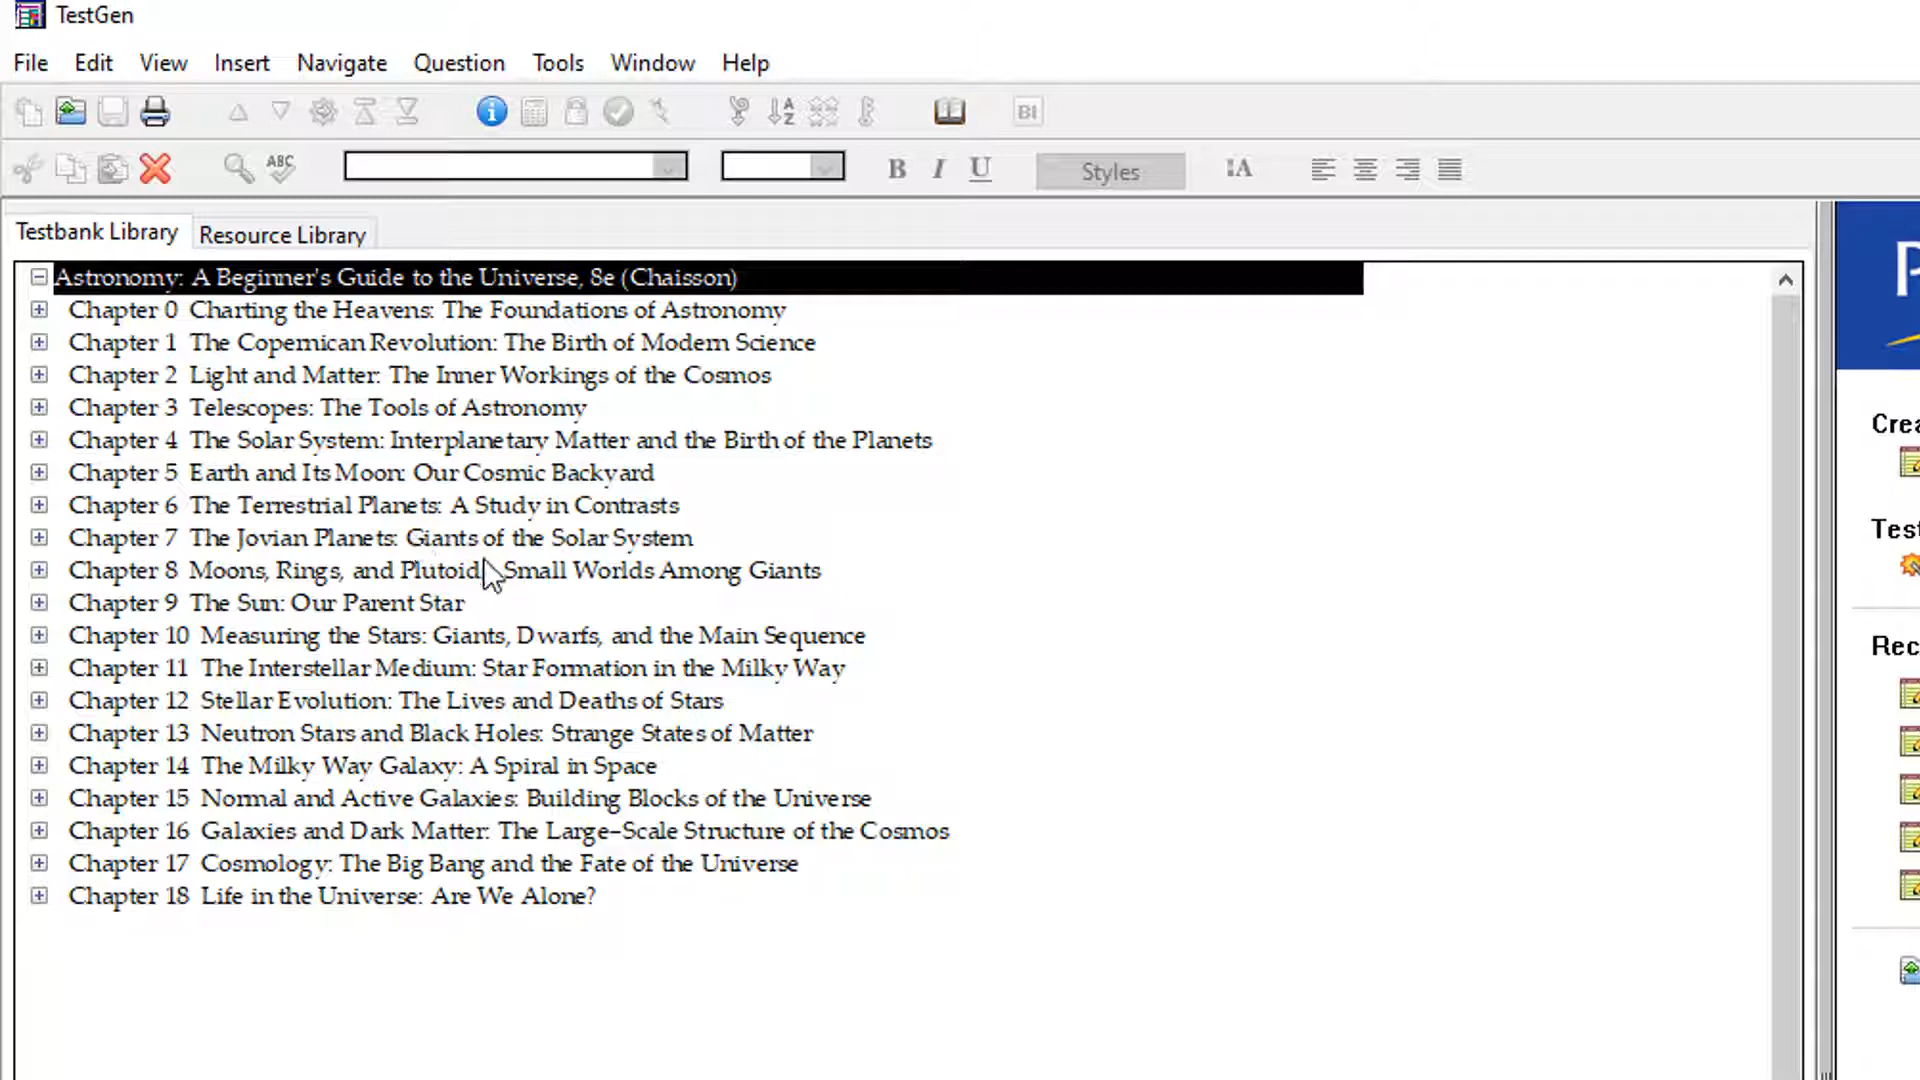 TestGen
File Edit View Insert Navigate Question Tools Window Help
BI
ABC B I U Styles
Testbank Library Resource Library
Astronomy: A Beginner's Guide to the Universe, 8e (Chaisson)
Chapter 0 Charting the Heavens: The Foundations of Astronomy
Chapter 1 The Copernican Revolution: The Birth of Modern Science
Chapter 2 Light and Matter: The Inner Workings of the Cosmos
Chapter 3 Telescopes: The Tools of Astronomy
Chapter 4 The Solar System: Interplanetary Matter and the Birth of the Planets
Chapter 5 Earth and Its Moon: Our Cosmic Backyard
Chapter 6 The Terrestrial Planets: A Study in Contrasts
Chapter 7 The Jovian Planets: Giants of the Solar System
Chapter 8 Moons, Rings, and Plutoid Small Worlds Among Giants
Chapter 9 The Sun: Our Parent Star
Chapter 10 Measuring the Stars: Giants, Dwarfs, and the Main Sequence
Chapter 11 The Interstellar Medium: Star Formation in the Milky Way
Chapter 12 Stellar Evolution: The Lives and Deaths of Stars
Chapter 13 Neutron Stars and Black Holes: Strange States of Matter
Chapter 14 The Milky Way Galaxy: A Spiral in Space
Chapter 15 Normal and Active Galaxies: Building Blocks of the Universe
Chapter 16 Galaxies and Dark Matter: The Large-Scale Structure of the Cosmos
Chapter 17 Cosmology: The Big Bang and the Fate of the Universe
Chapter 18 Life in the Universe: Are We Alone?
P
Crea
Test
Rec